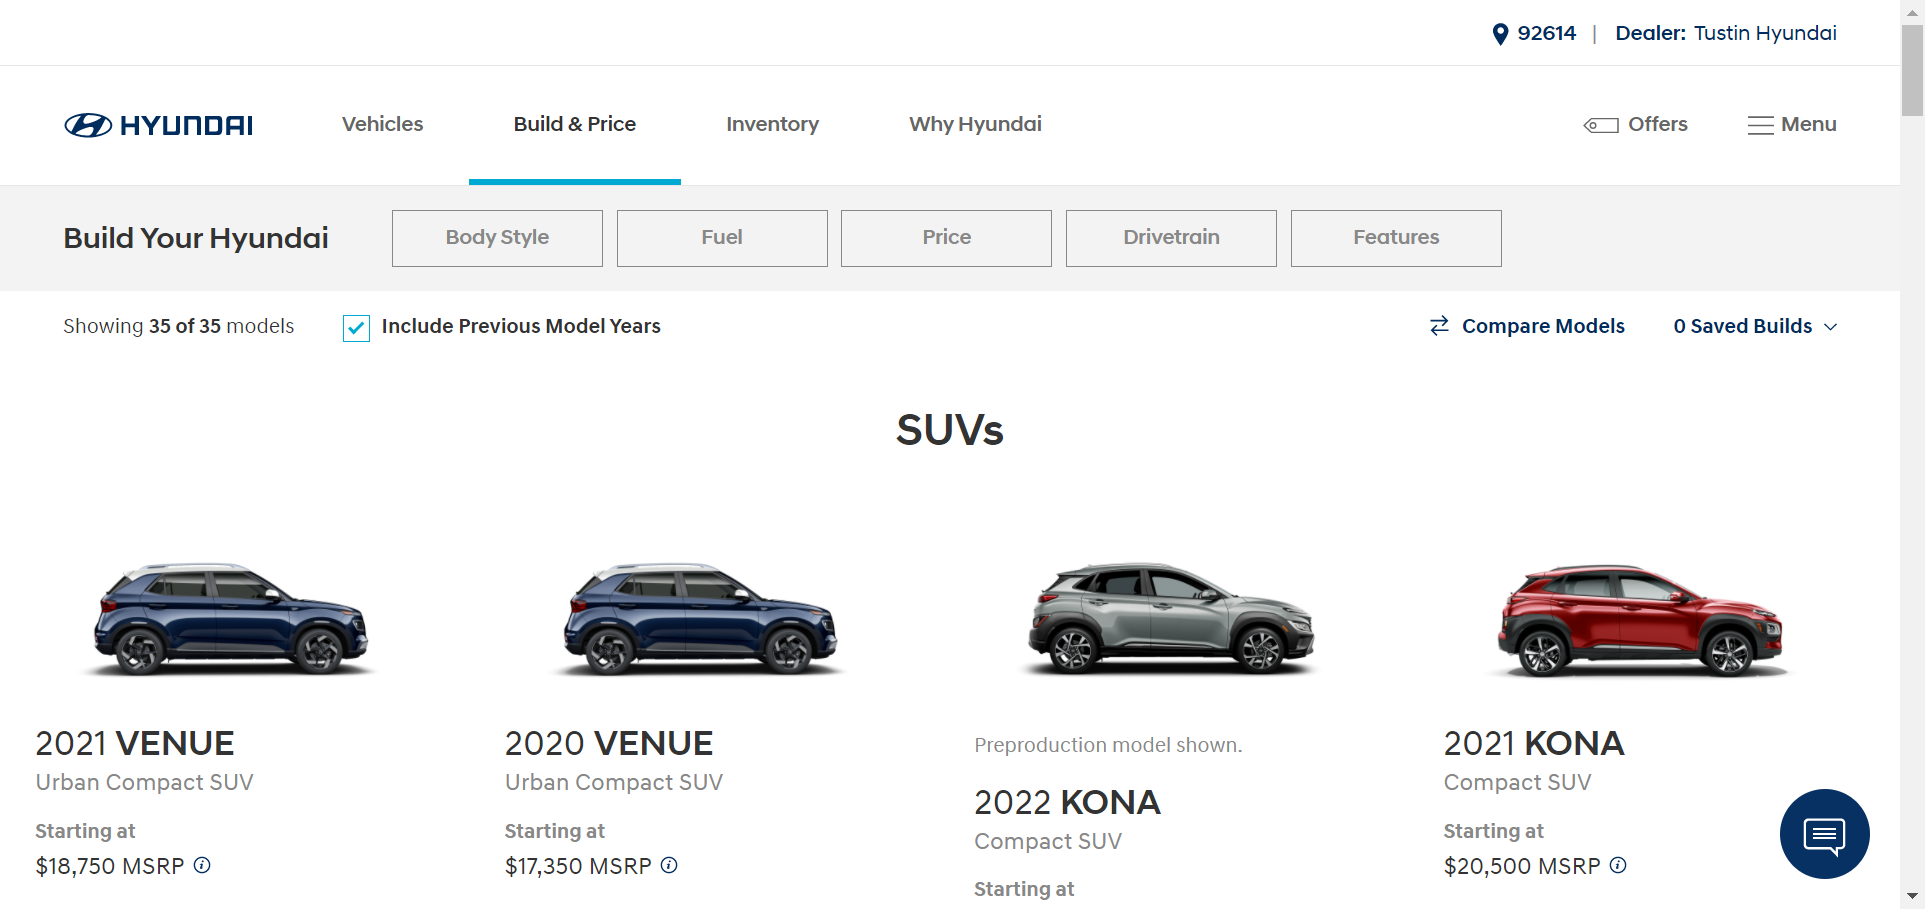 92614 | Dealer: Tustin Hyundai
HYUNDAI Vehicles Build & Price Inventory Why Hyundai Offers Menu
Build Your Hyundai Body Style Fuel Price Drivetrain Features
Showing 35 of 35 models Include Previous Model Years Compare Models 0 Saved Builds
SUVs
2021 VENUE
Urban Compact SUV
Starting at
$18,750 MSRP
2020 VENUE
Urban Compact SUV
Starting at
$17,350 MSRP
Preproduction model shown.
2022 KONA
Compact SUV
Starting at
2021 KONA
Compact SUV
Starting at
$20,500 MSRP